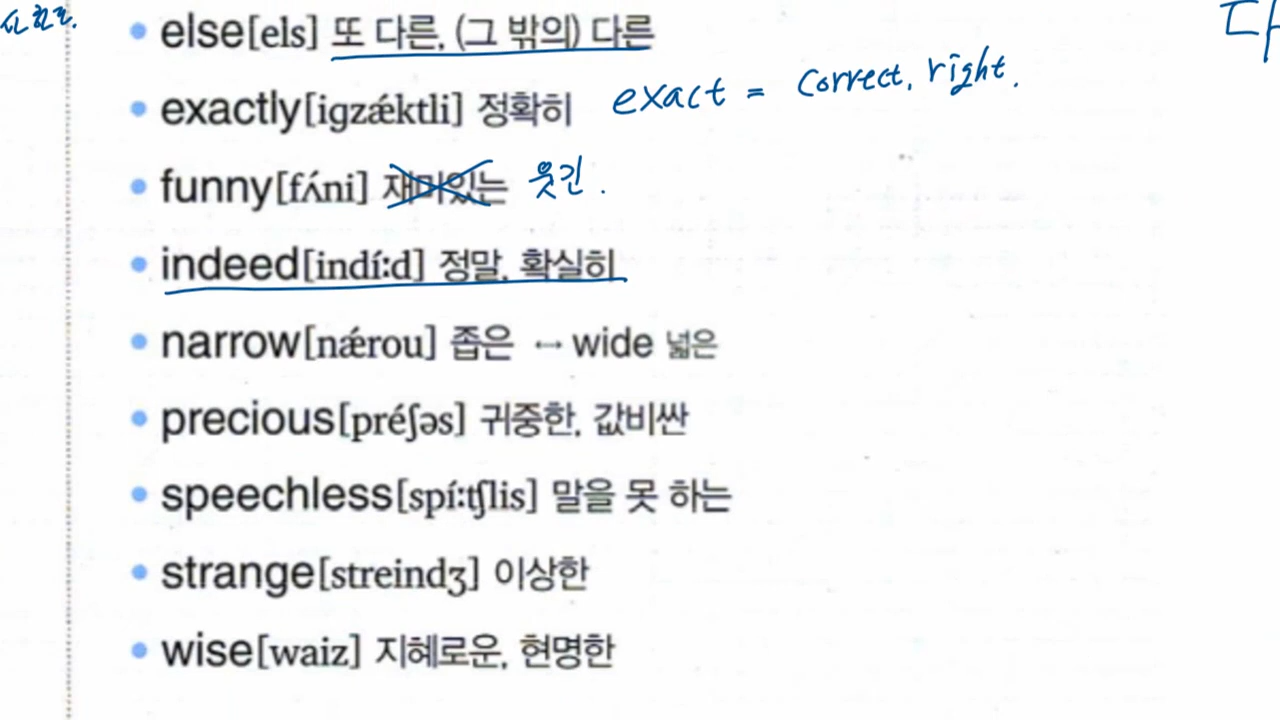 else[els] 또 다른, (그 밖의) 다른
exactly[igzǽktli] 정확히 exact = correct, right.
funny[fʌ́ni] 재미있는 웃긴.
indeed[indíːd] 정말, 확실히
narrow[nǽrou] 좁은 ↔ wide 넓은
precious[préʃəs] 귀중한, 값비싼
speechless[spíːtʃlis] 말을 못 하는
strange[streindʒ] 이상한
wise[waiz] 지혜로운, 현명한